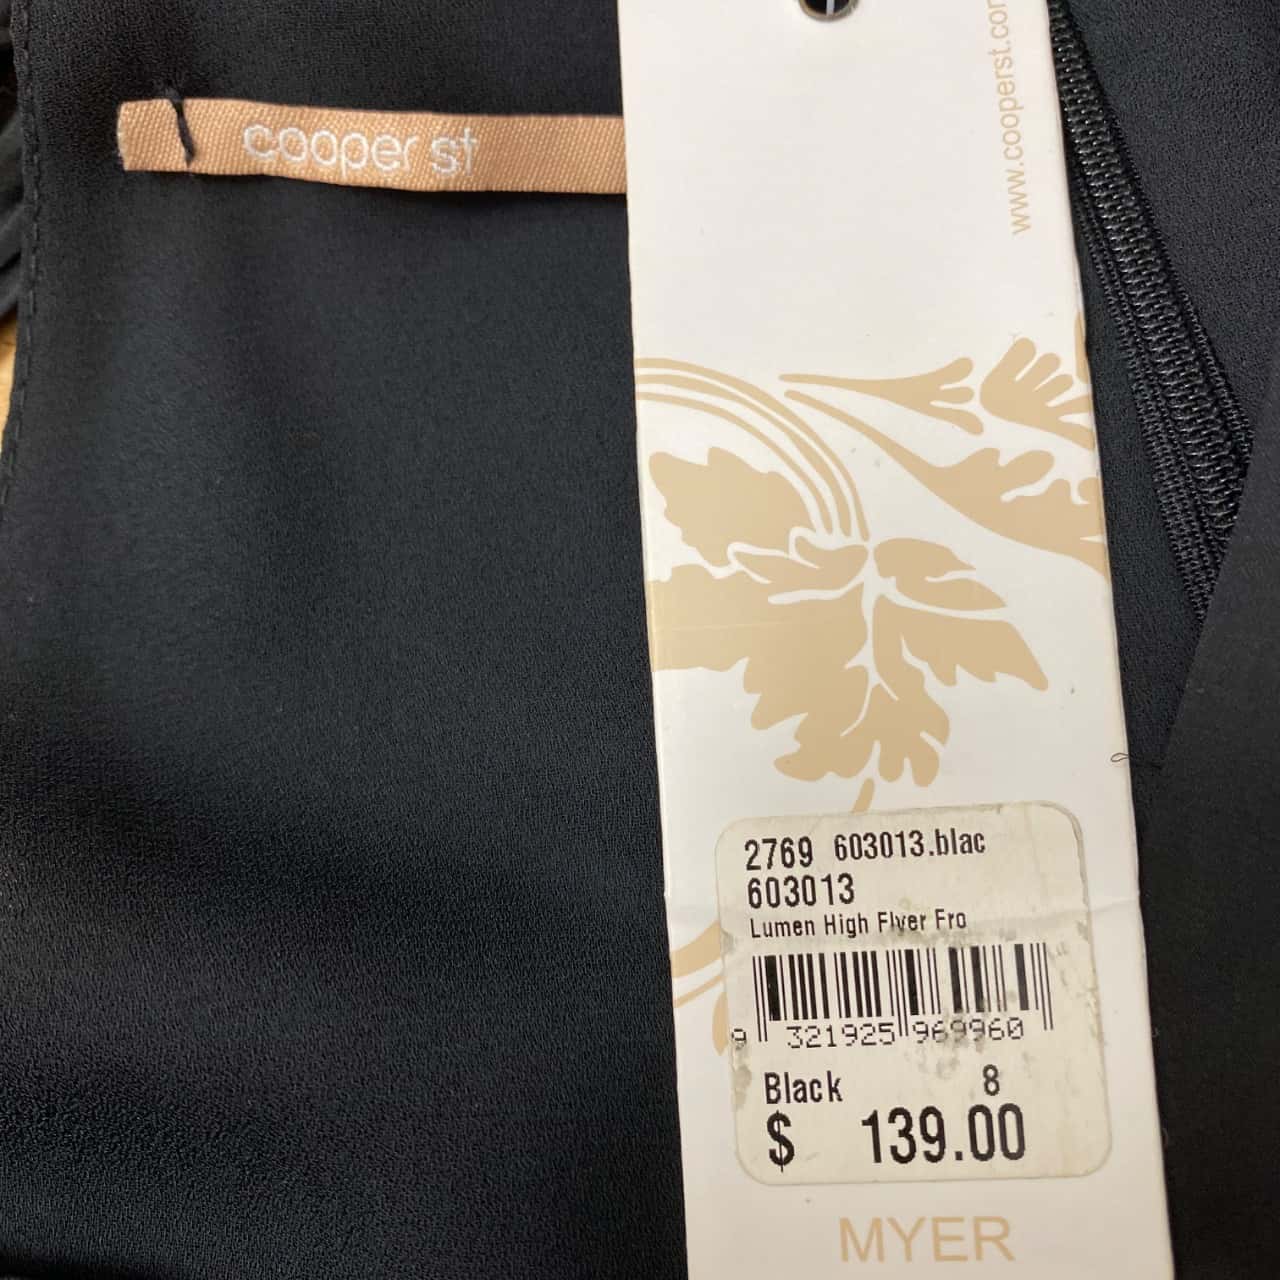 cooper st
www.cooperst.com
2769 603013.blac
603013
Lumen High Flyer Fro
9 321925 969960
Black 8
$ 139.00
MYER